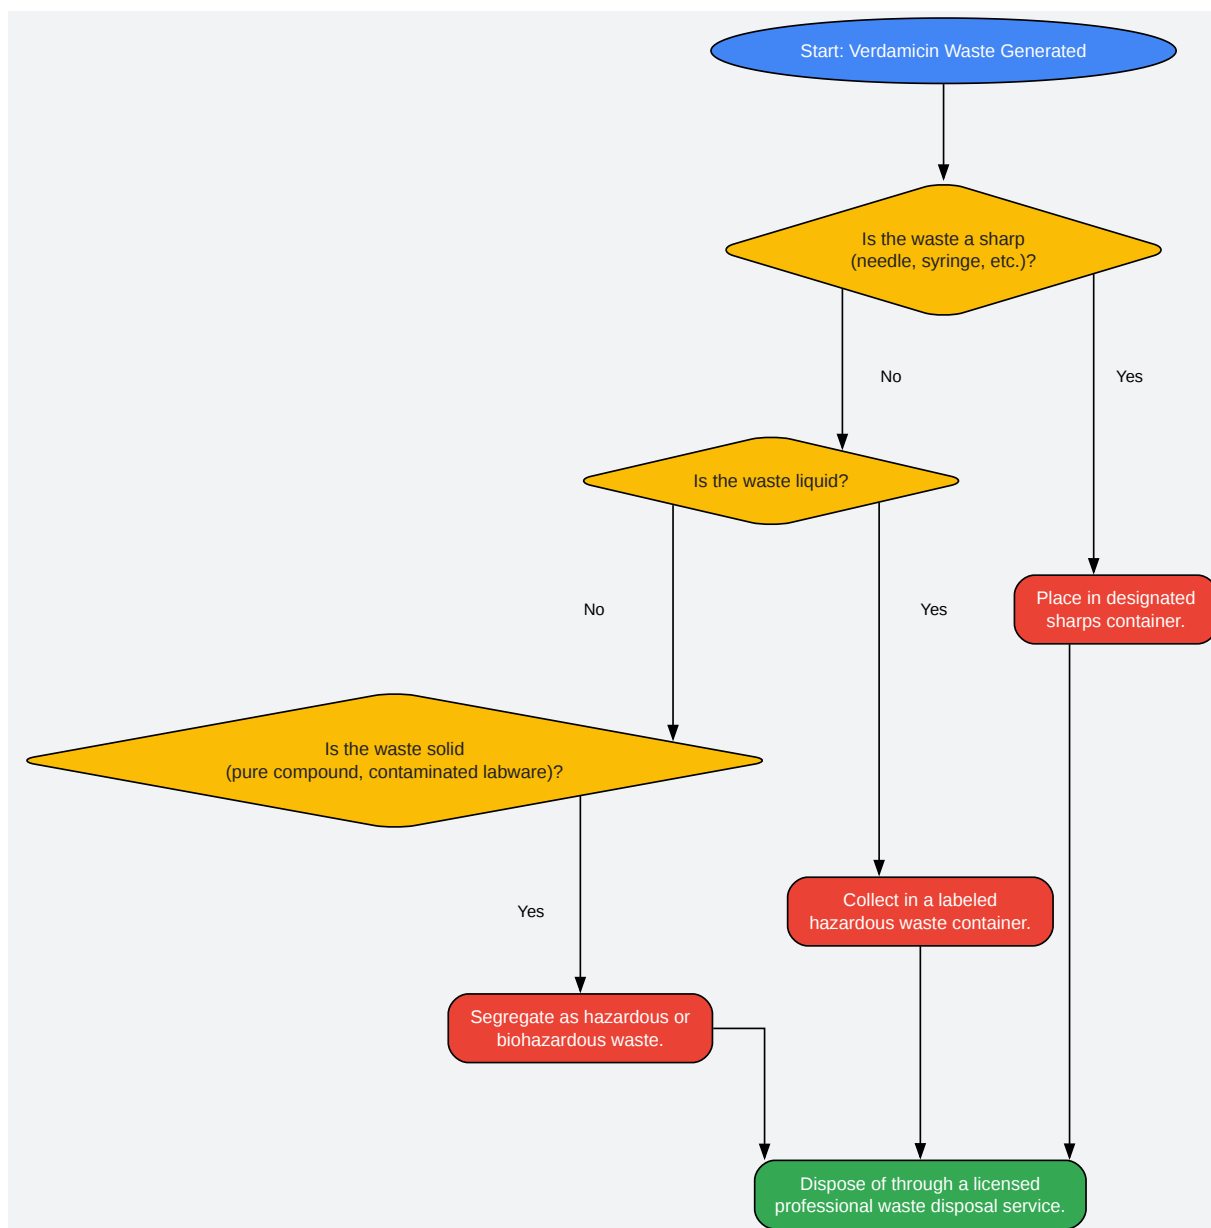 Start: Verdamicin Waste Generated
Is the waste a sharp
(needle, syringe, etc.)?
No
Yes
Is the waste liquid?
No
Yes
Place in designated
sharps container.
Is the waste solid
(pure compound, contaminated labware)?
Yes
Collect in a labeled
hazardous waste container.
Segregate as hazardous or
biohazardous waste.
Dispose of through a licensed
professional waste disposal service.